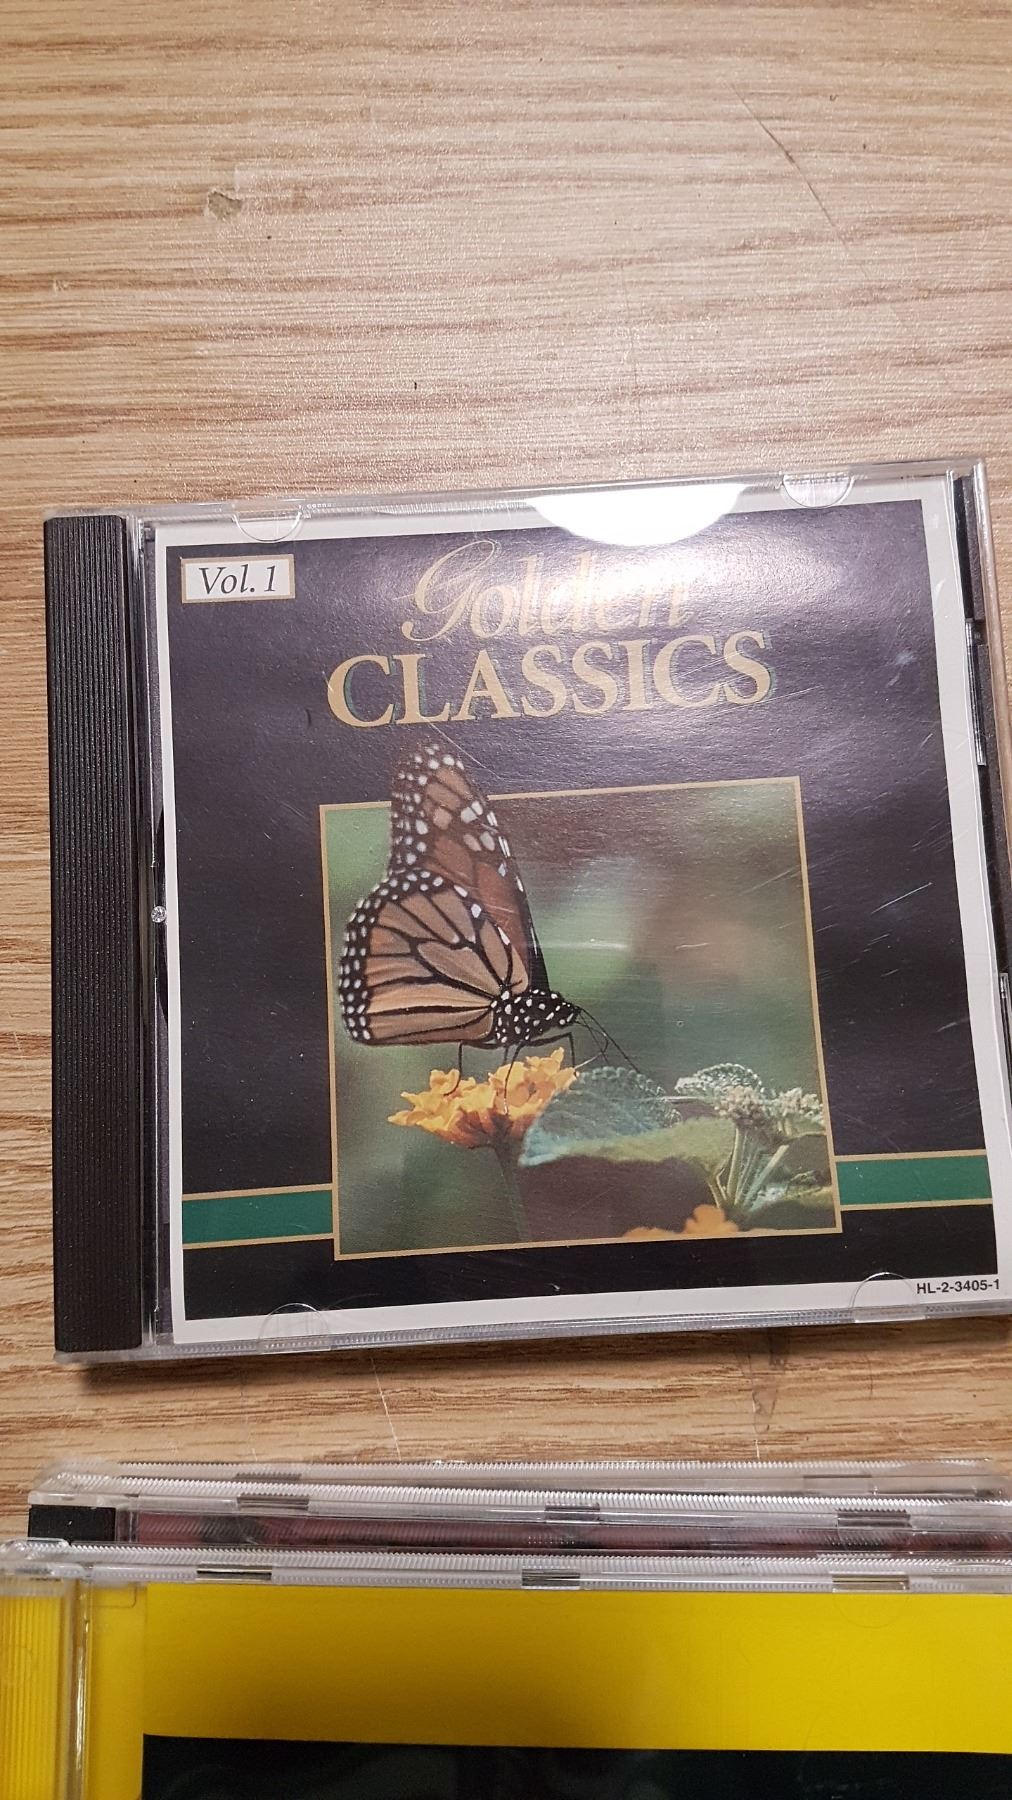 Vol. 1
Golden
CLASSICS
HL-2-3405-1